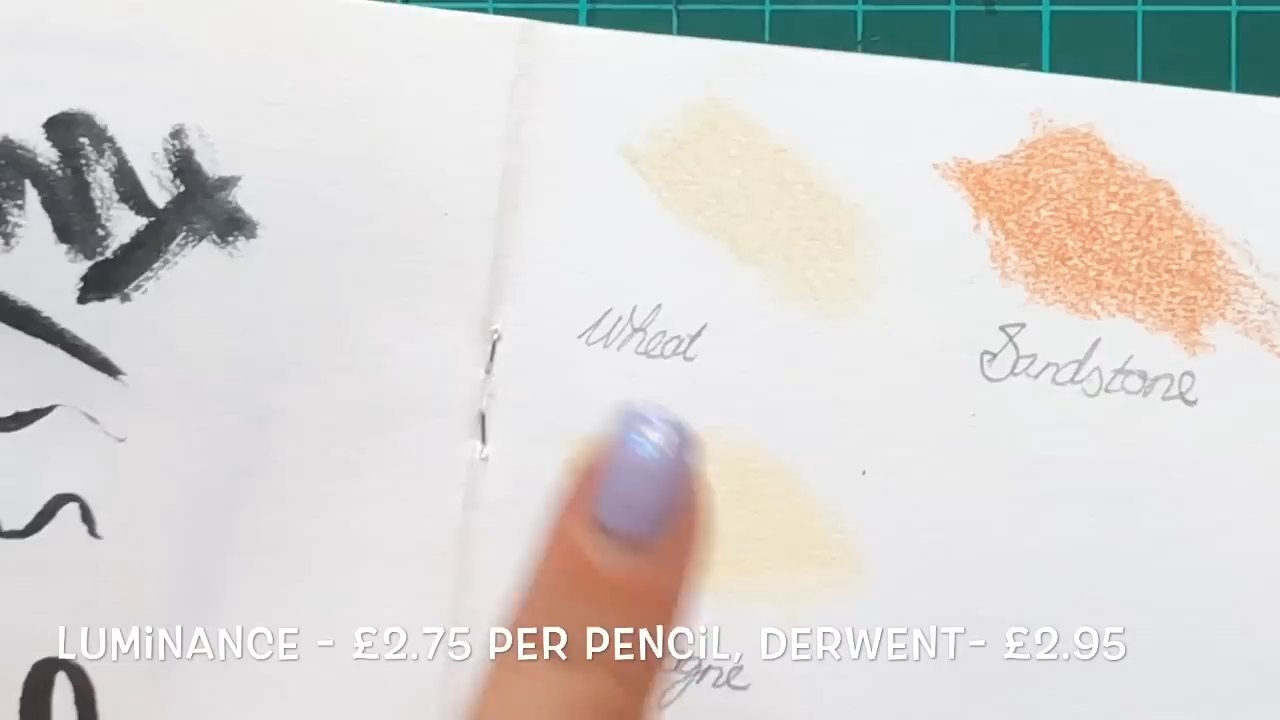 Wheat
Sandstone
LUMINANCE - £2.75 PER PENCIL, DERWENT- £2.95